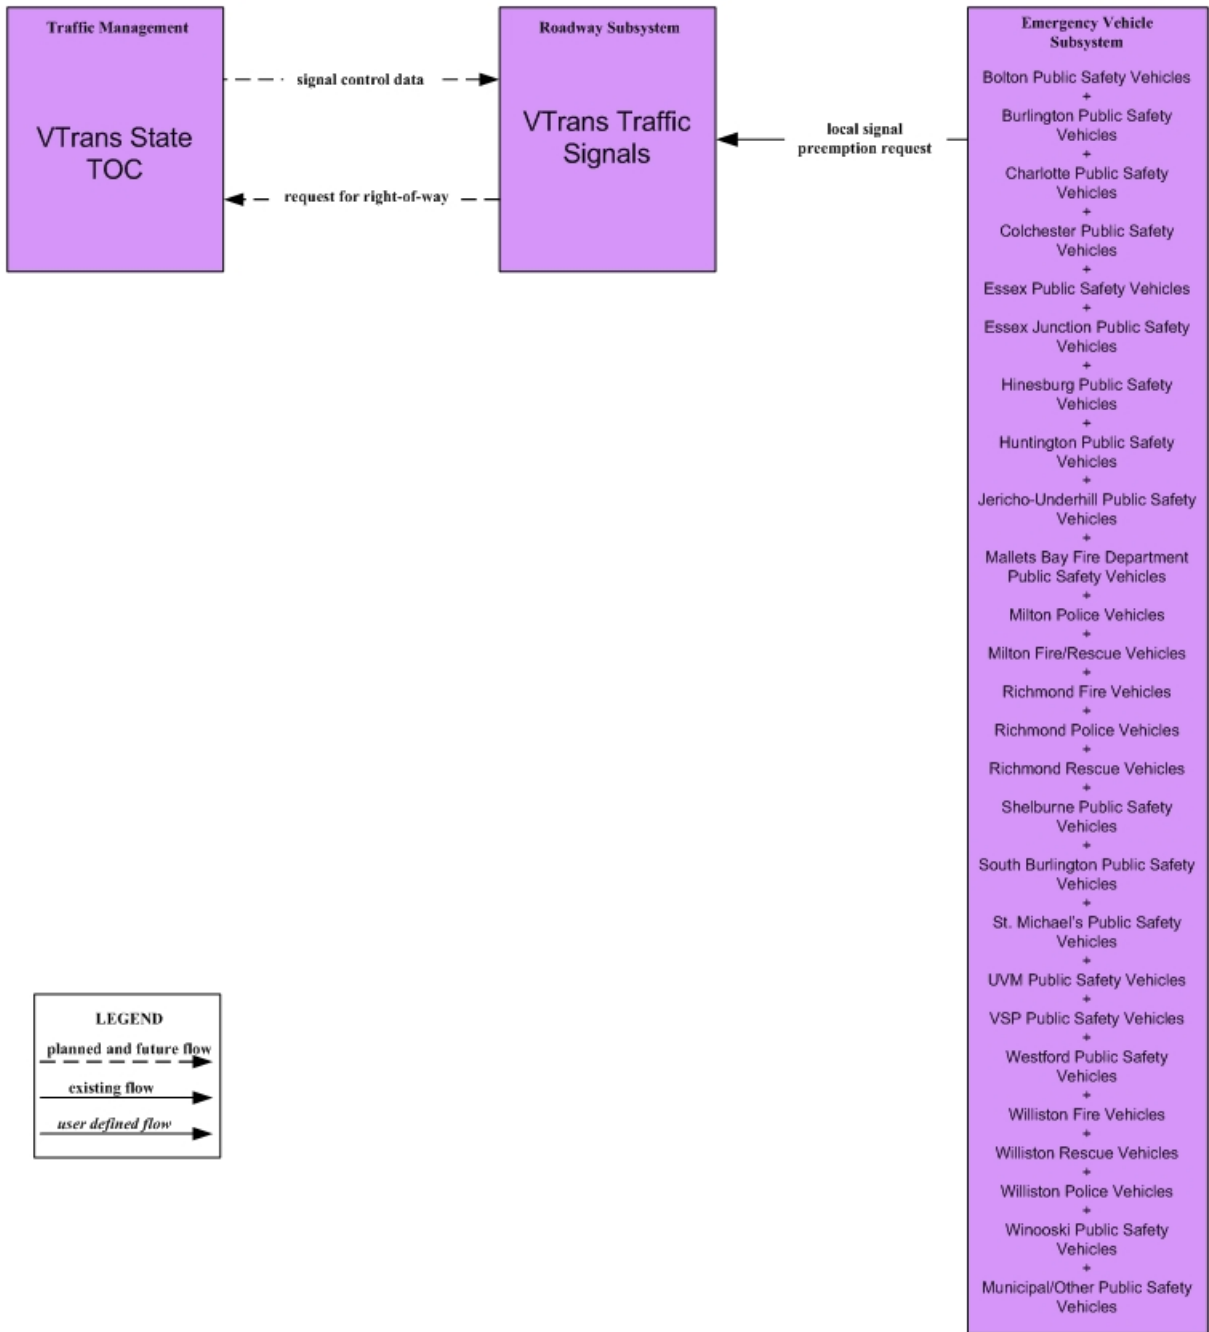 Traffic Management
VTrans State
TOC
signal control data
request for right-of-way
Roadway Subsystem
VTrans Traffic
Signals
local signal
preemption request
Emergency Vehicle
Subsystem
Bolton Public Safety Vehicles
+
Burlington Public Safety
Vehicles
+
Charlotte Public Safety
Vehicles
+
Colchester Public Safety
Vehicles
+
Essex Public Safety Vehicles
+
Essex Junction Public Safety
Vehicles
+
Hinesburg Public Safety
Vehicles
+
Huntington Public Safety
Vehicles
+
Jericho-Underhill Public Safety
Vehicles
+
Mallets Bay Fire Department
Public Safety Vehicles
+
Milton Police Vehicles
+
Milton Fire/Rescue Vehicles
+
Richmond Fire Vehicles
+
Richmond Police Vehicles
+
Richmond Rescue Vehicles
+
Shelburne Public Safety
Vehicles
+
South Burlington Public Safety
Vehicles
+
St. Michael's Public Safety
Vehicles
+
UVM Public Safety Vehicles
+
VSP Public Safety Vehicles
+
Westford Public Safety
Vehicles
+
Williston Fire Vehicles
+
Williston Rescue Vehicles
+
Williston Police Vehicles
+
Winooski Public Safety
Vehicles
+
Municipal/Other Public Safety
Vehicles
LEGEND
planned and future flow
existing flow
user defined flow